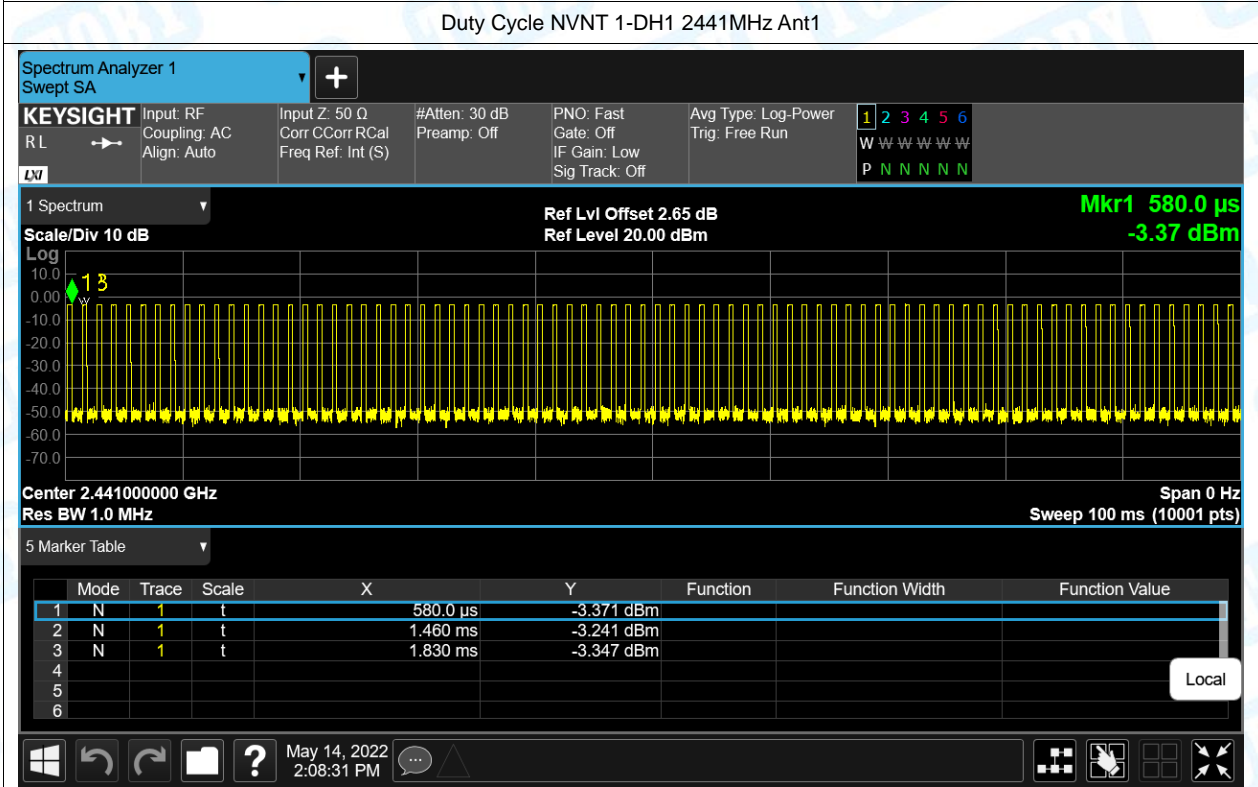 Duty Cycle NVNT 1-DH1 2441MHz Ant1
Spectrum Analyzer 1
Swept SA
KEYSIGHT
RL
LXI
Input: RF
Coupling: AC
Align: Auto
Input Z: 50 Ω
Corr CCorr RCal
Freq Ref: Int (S)
#Atten: 30 dB
Preamp: Off
PNO: Fast
Gate: Off
IF Gain: Low
Sig Track: Off
Avg Type: Log-Power
Trig: Free Run
1 2 3 4 5 6
W W W W W W
P N N N N N
1 Spectrum
Scale/Div 10 dB
Ref Lvl Offset 2.65 dB
Ref Level 20.00 dBm
Mkr1 580.0 µs
-3.37 dBm
Log
10.0
0.00
-10.0
-20.0
-30.0
-40.0
-50.0
-60.0
-70.0
1 3
Center 2.441000000 GHz
Res BW 1.0 MHz
Span 0 Hz
Sweep 100 ms (10001 pts)
5 Marker Table
Mode Trace Scale X Y Function Function Width Function Value
1 N 1 t 580.0 µs -3.371 dBm
2 N 1 t 1.460 ms -3.241 dBm
3 N 1 t 1.830 ms -3.347 dBm
4
5
6
Local
?
May 14, 2022
2:08:31 PM